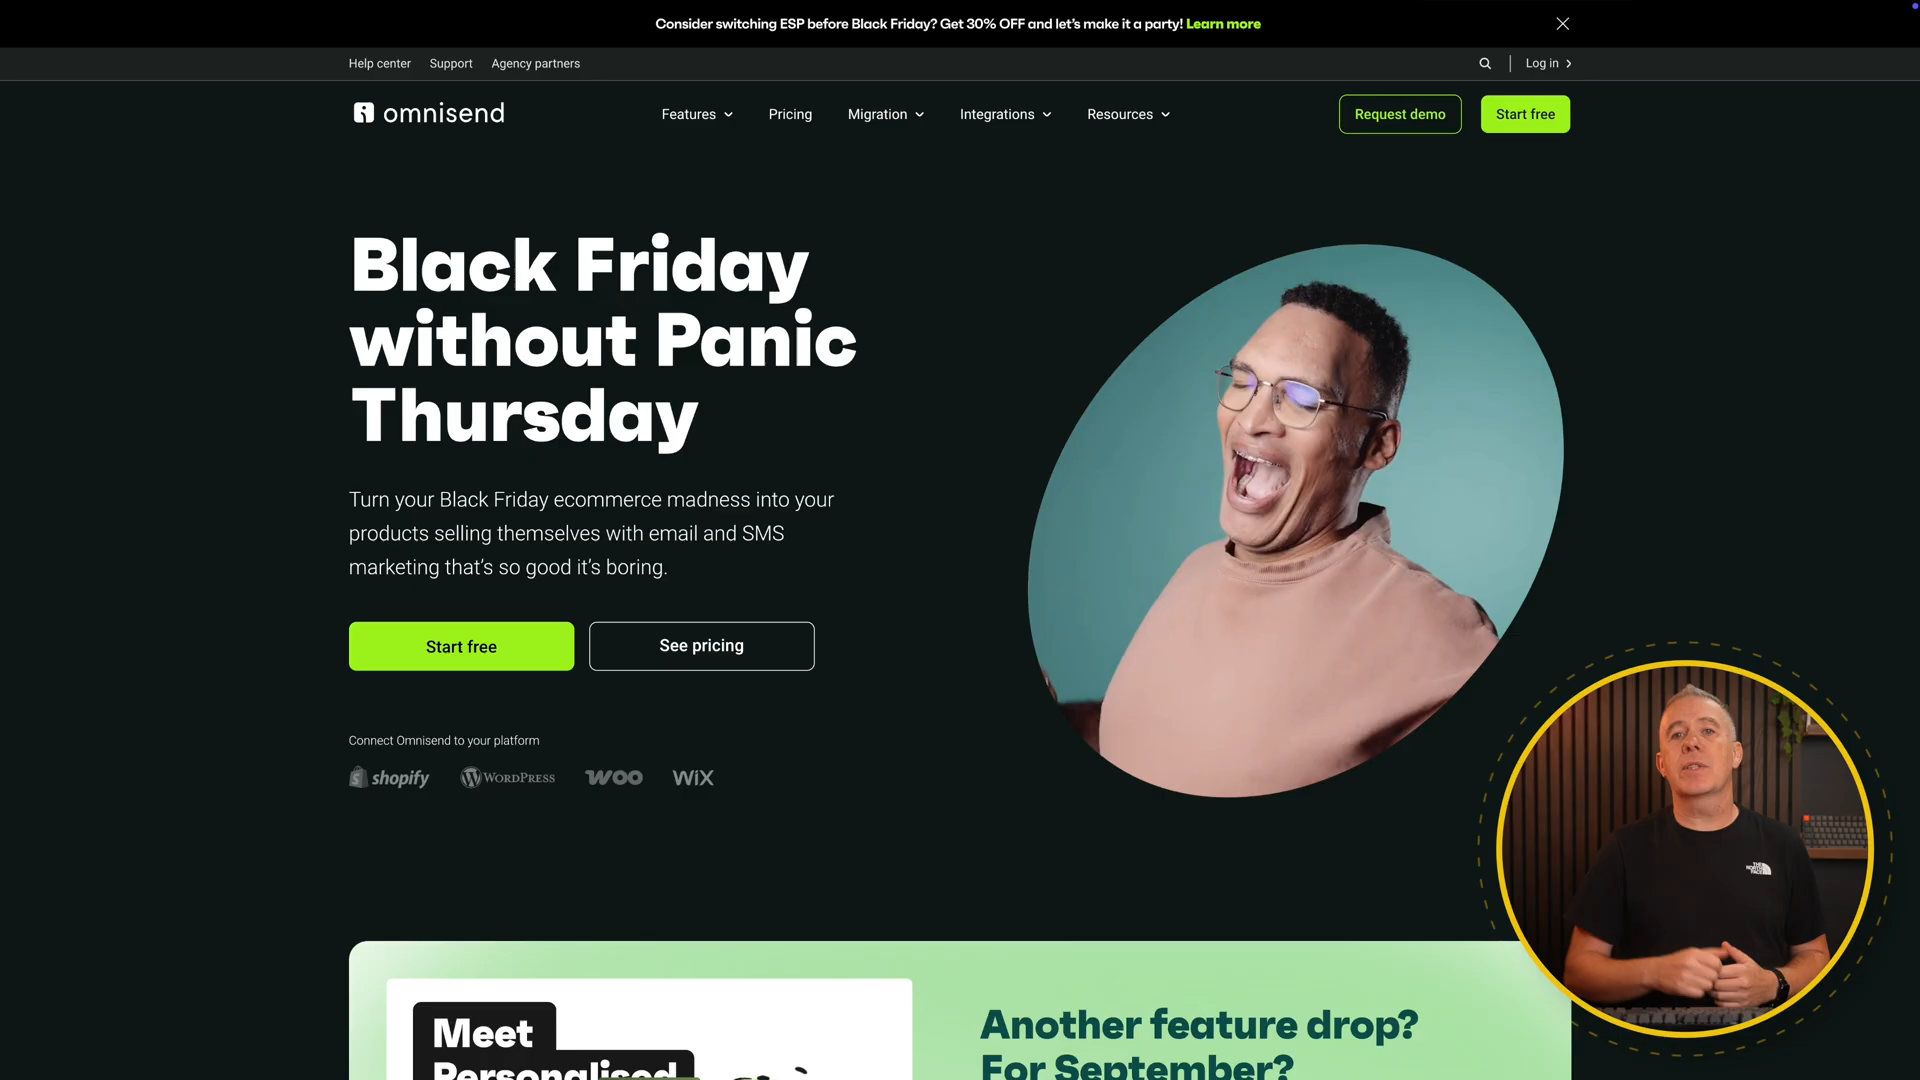 Consider switching ESP before Black Friday? Get 30% OFF and let's make it a party! Learn more
Help center Support Agency partners
Log in
omnisend
Features Pricing Migration Integrations Resources
Request demo Start free
Black Friday
without Panic
Thursday
Turn your Black Friday ecommerce madness into your
products selling themselves with email and SMS
marketing that's so good it's boring.
Start free See pricing
Connect Omnisend to your platform
shopify WORDPRESS WOO WiX
THE
NORTH
FACE
Meet
Personalised
Another feature drop?
For September?